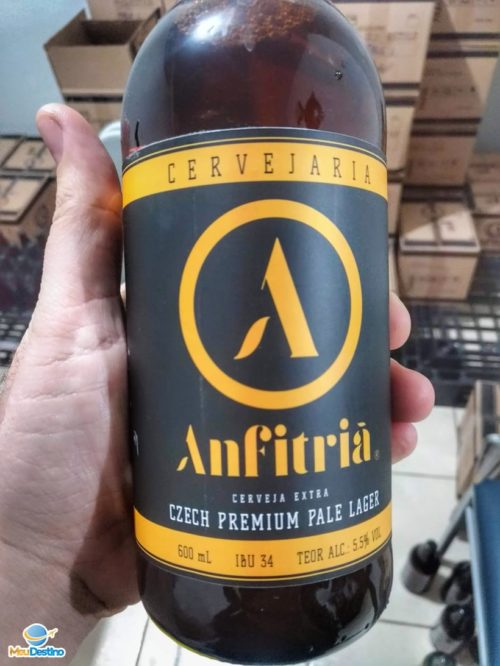 CERVEJARIA
A
Anfitriã®
CERVEJA EXTRA
CZECH PREMIUM PALE LAGER
600 mL IBU 34 TEOR ALC.: 5.5% VOL
MeuDestino